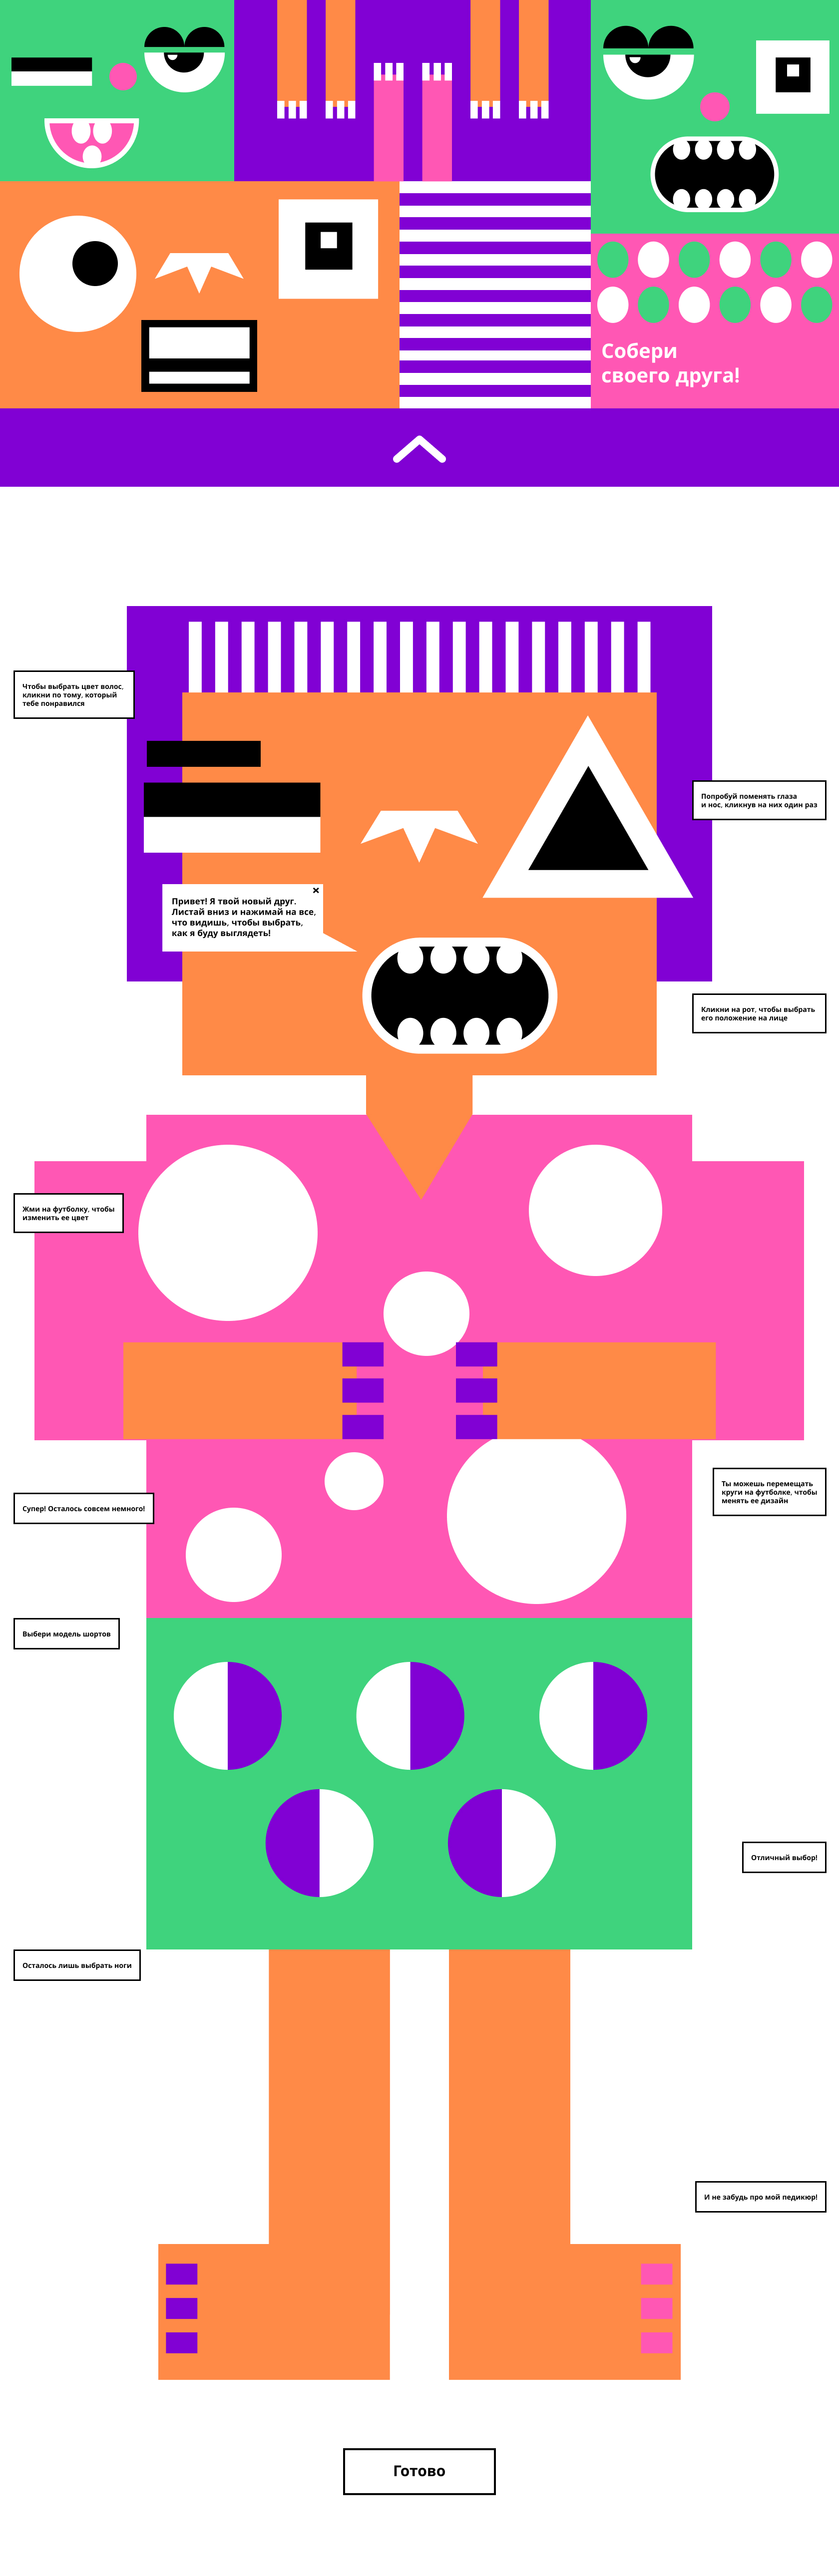 Собери
своего друга!
Чтобы выбрать цвет волос,
кликни по тому, который
тебе понравился
Попробуй поменять глаза
и нос, кликнув на них один раз
Привет! Я твой новый друг.
Листай вниз и нажимай на все,
что видишь, чтобы выбрать,
как я буду выглядеть!
Кликни на рот, чтобы выбрать
его положение на лице
Жми на футболку, чтобы
изменить ее цвет
Ты можешь перемещать
круги на футболке, чтобы
менять ее дизайн
Супер! Осталось совсем немного!
Выбери модель шортов
Отличный выбор!
Осталось лишь выбрать ноги
И не забудь про мой педикюр!
Готово